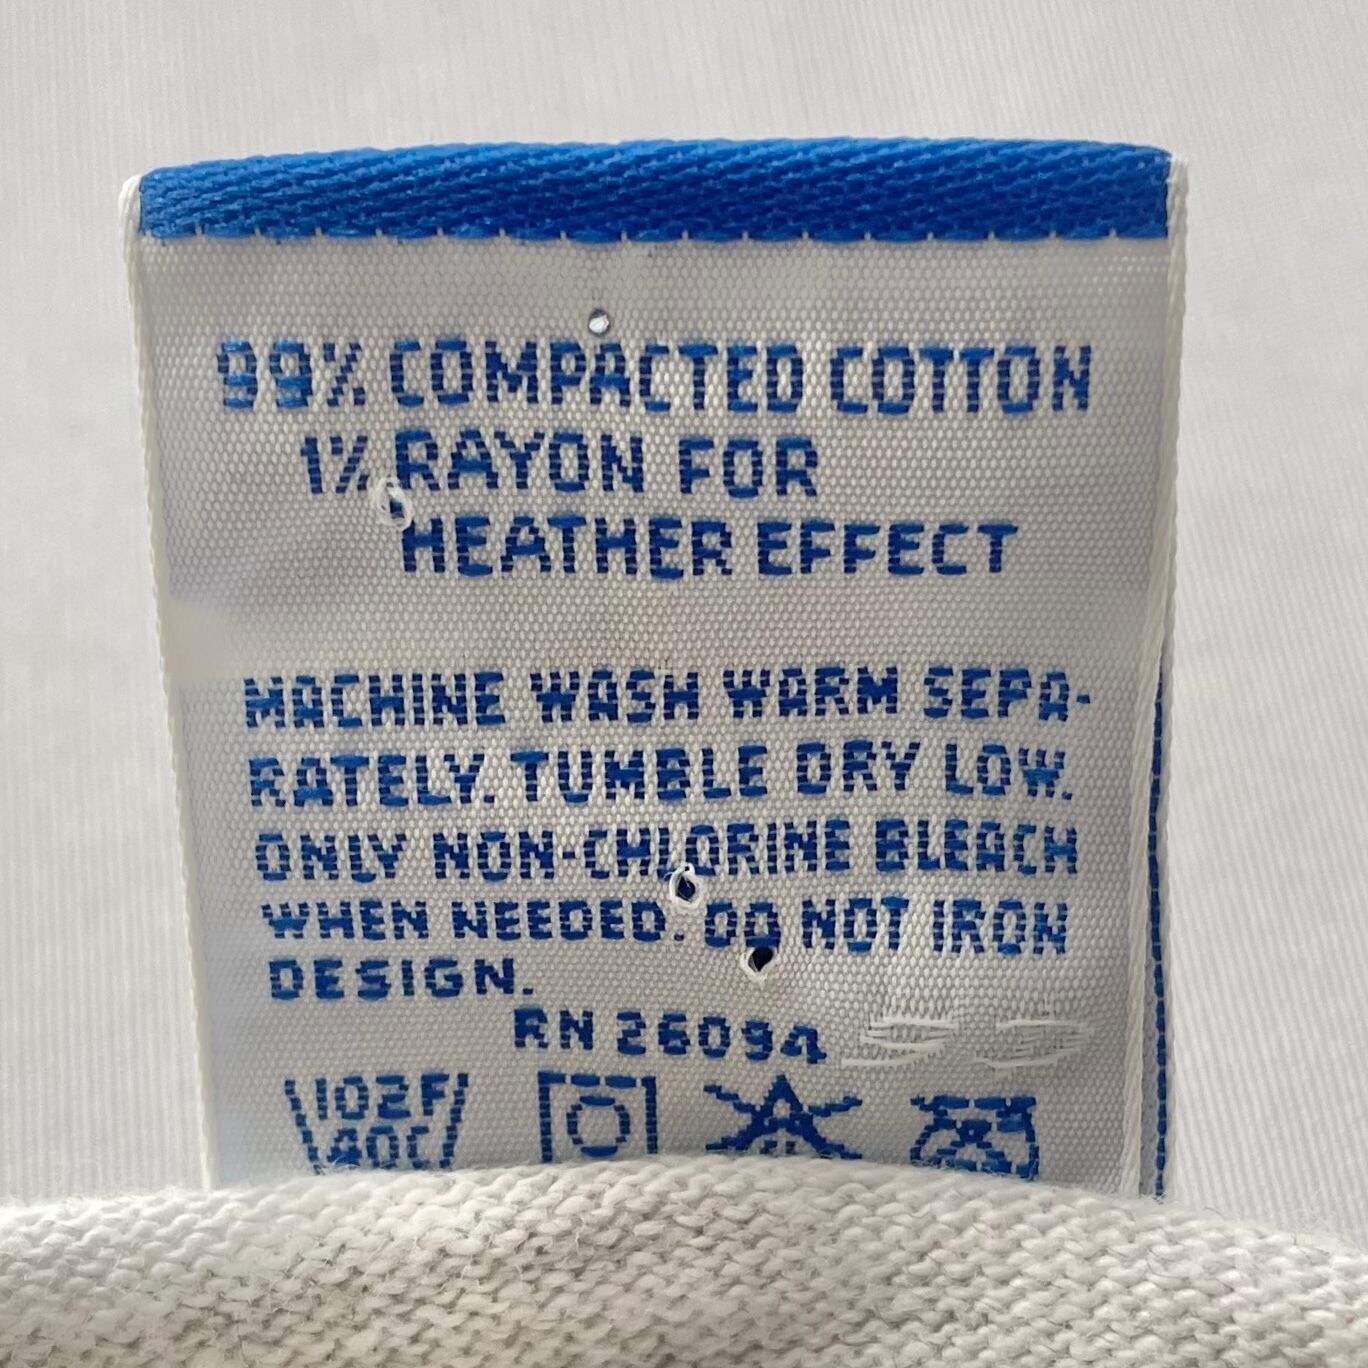 99% COMPACTED COTTON
1% RAYON FOR
HEATHER EFFECT
MACHINE WASH WARM SEPA-
RATELY. TUMBLE DRY LOW.
ONLY NON-CHLORINE BLEACH
WHEN NEEDED. DO NOT IRON
DESIGN.
RN 26094
102F
40C